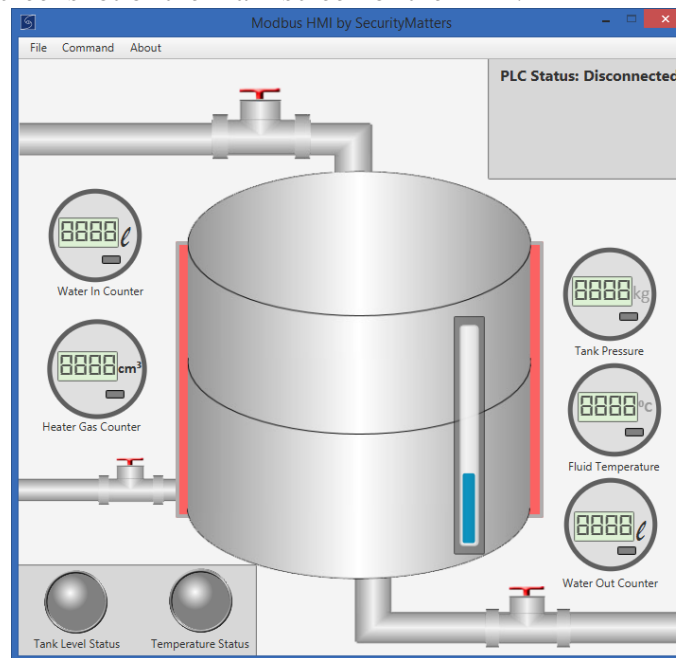 Modbus HMI by SecurityMatters
File Command About
PLC Status: Disconnected
8888 ℓ
Water In Counter
8888 kg
Tank Pressure
8888 cm³
Heater Gas Counter
8888 ⁰C
Fluid Temperature
8888 ℓ
Water Out Counter
Tank Level Status Temperature Status